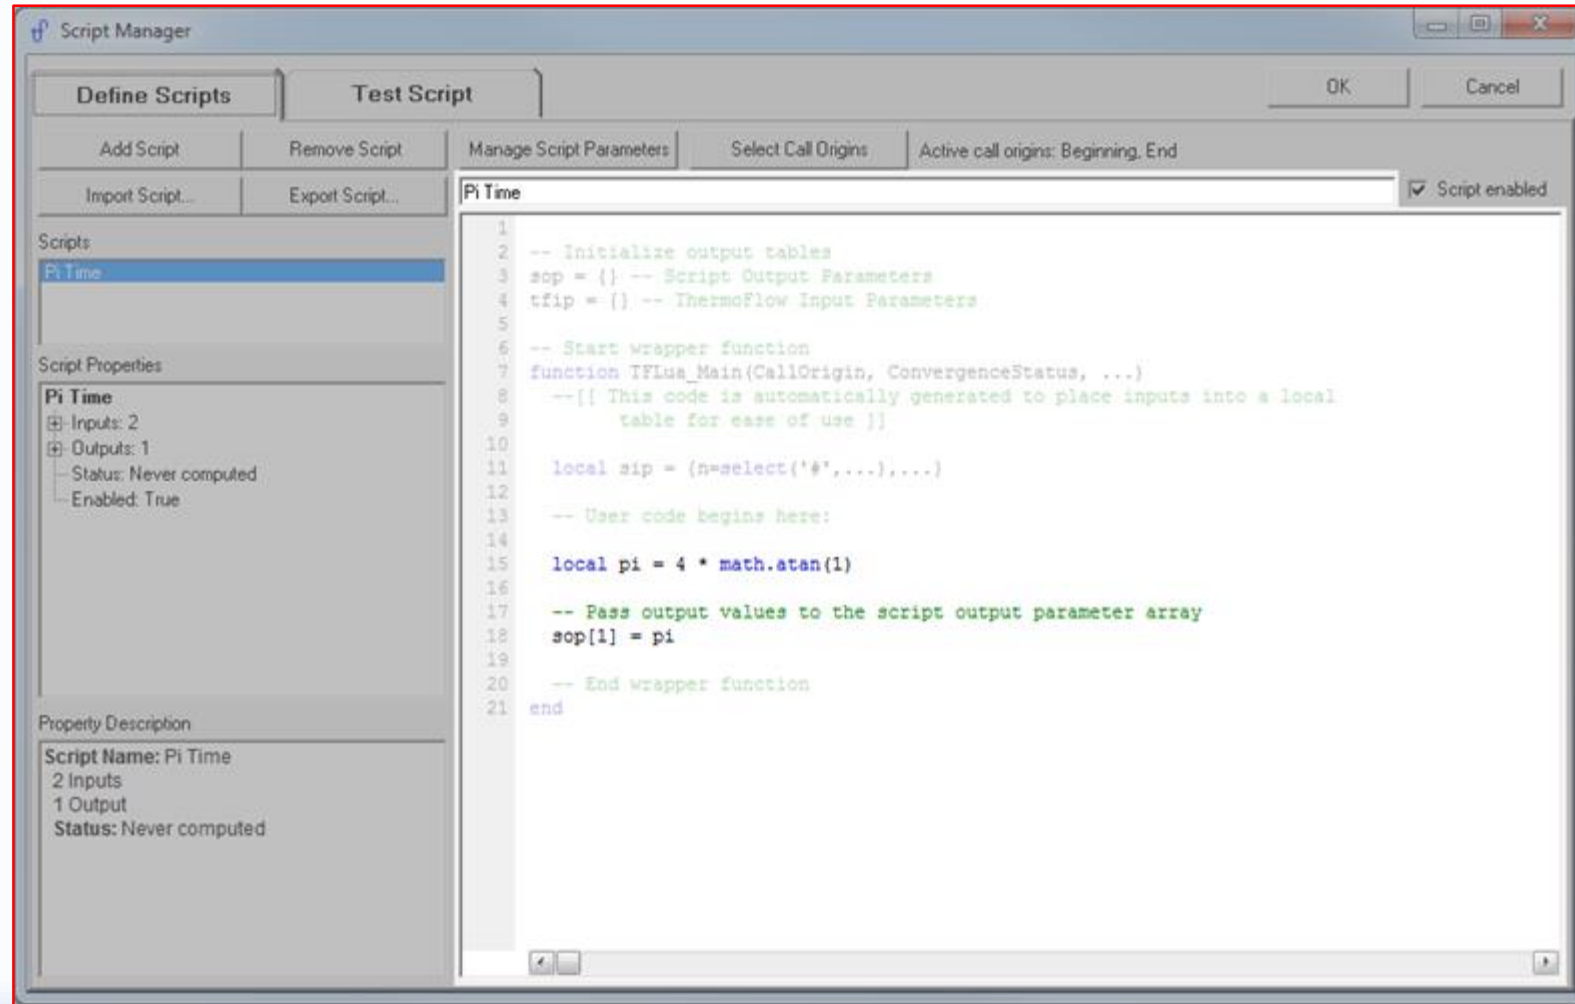 Script Manager
Define Scripts
Test Script
OK
Cancel
Add Script
Remove Script
Manage Script Parameters
Select Call Origins
Active call origins: Beginning, End
Import Script...
Export Script...
Pi Time
Script enabled
Scripts
Pi Time
Script Properties
Pi Time
Inputs: 2
Outputs: 1
Status: Never computed
Enabled: True
Property Description
Script Name: Pi Time
2 Inputs
1 Output
Status: Never computed
1
2 -- Initialize output tables
3 sop = {} -- Script Output Parameters
4 tfip = {} -- ThermoFlow Input Parameters
5
6 -- Start wrapper function
7 function TFLua_Main(CallOrigin, ConvergenceStatus, ...)
8 --[[ This code is automatically generated to place inputs into a local
9 table for ease of use ]]
10
11 local sip = {n=select('#',...),...}
12
13 -- User code begins here:
14
15 local pi = 4 * math.atan(1)
16
17 -- Pass output values to the script output parameter array
18 sop[1] = pi
19
20 -- End wrapper function
21 end